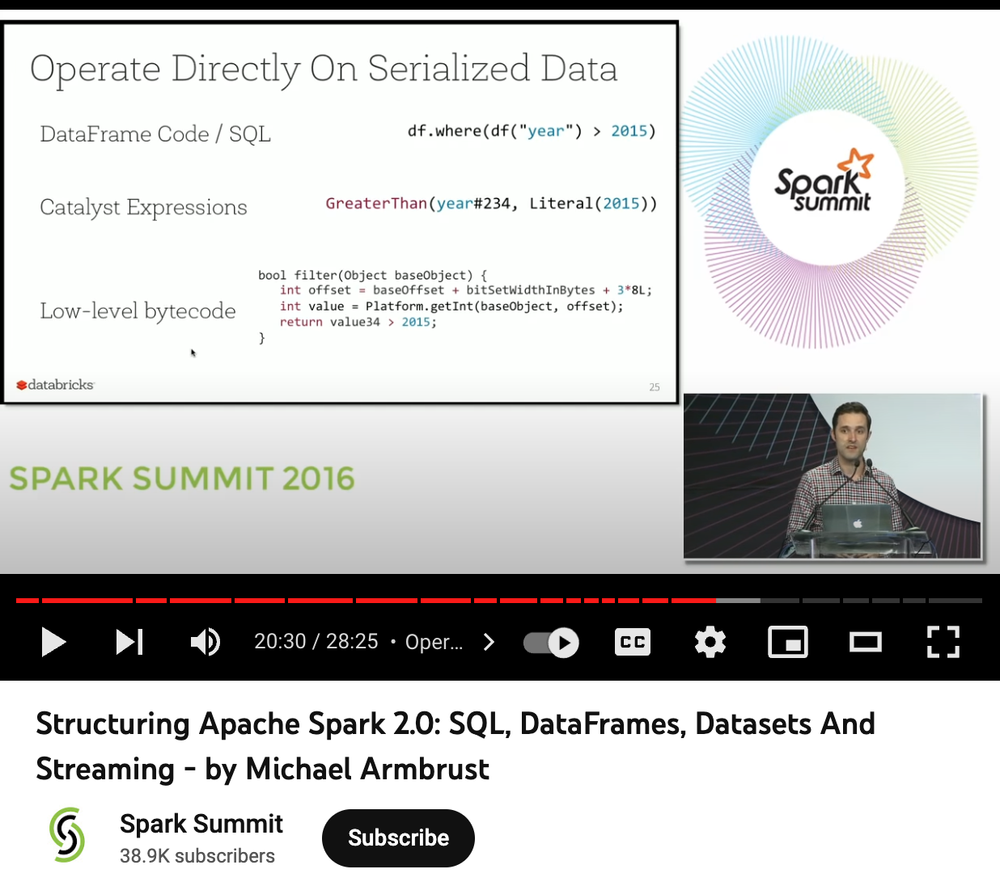 Operate Directly On Serialized Data
DataFrame Code / SQL
df.where(df("year") > 2015)
Catalyst Expressions
GreaterThan(year#234, Literal(2015))
Low-level bytecode
bool filter(Object baseObject) {
int offset = baseOffset + bitSetWidthInBytes + 3*8L;
int value = Platform.getInt(baseObject, offset);
return value34 > 2015;
}
databricks
25
Spark
summit
SPARK SUMMIT 2016
20:30 / 28:25 • Oper...
CC
Structuring Apache Spark 2.0: SQL, DataFrames, Datasets And
Streaming - by Michael Armbrust
Spark Summit
38.9K subscribers
Subscribe